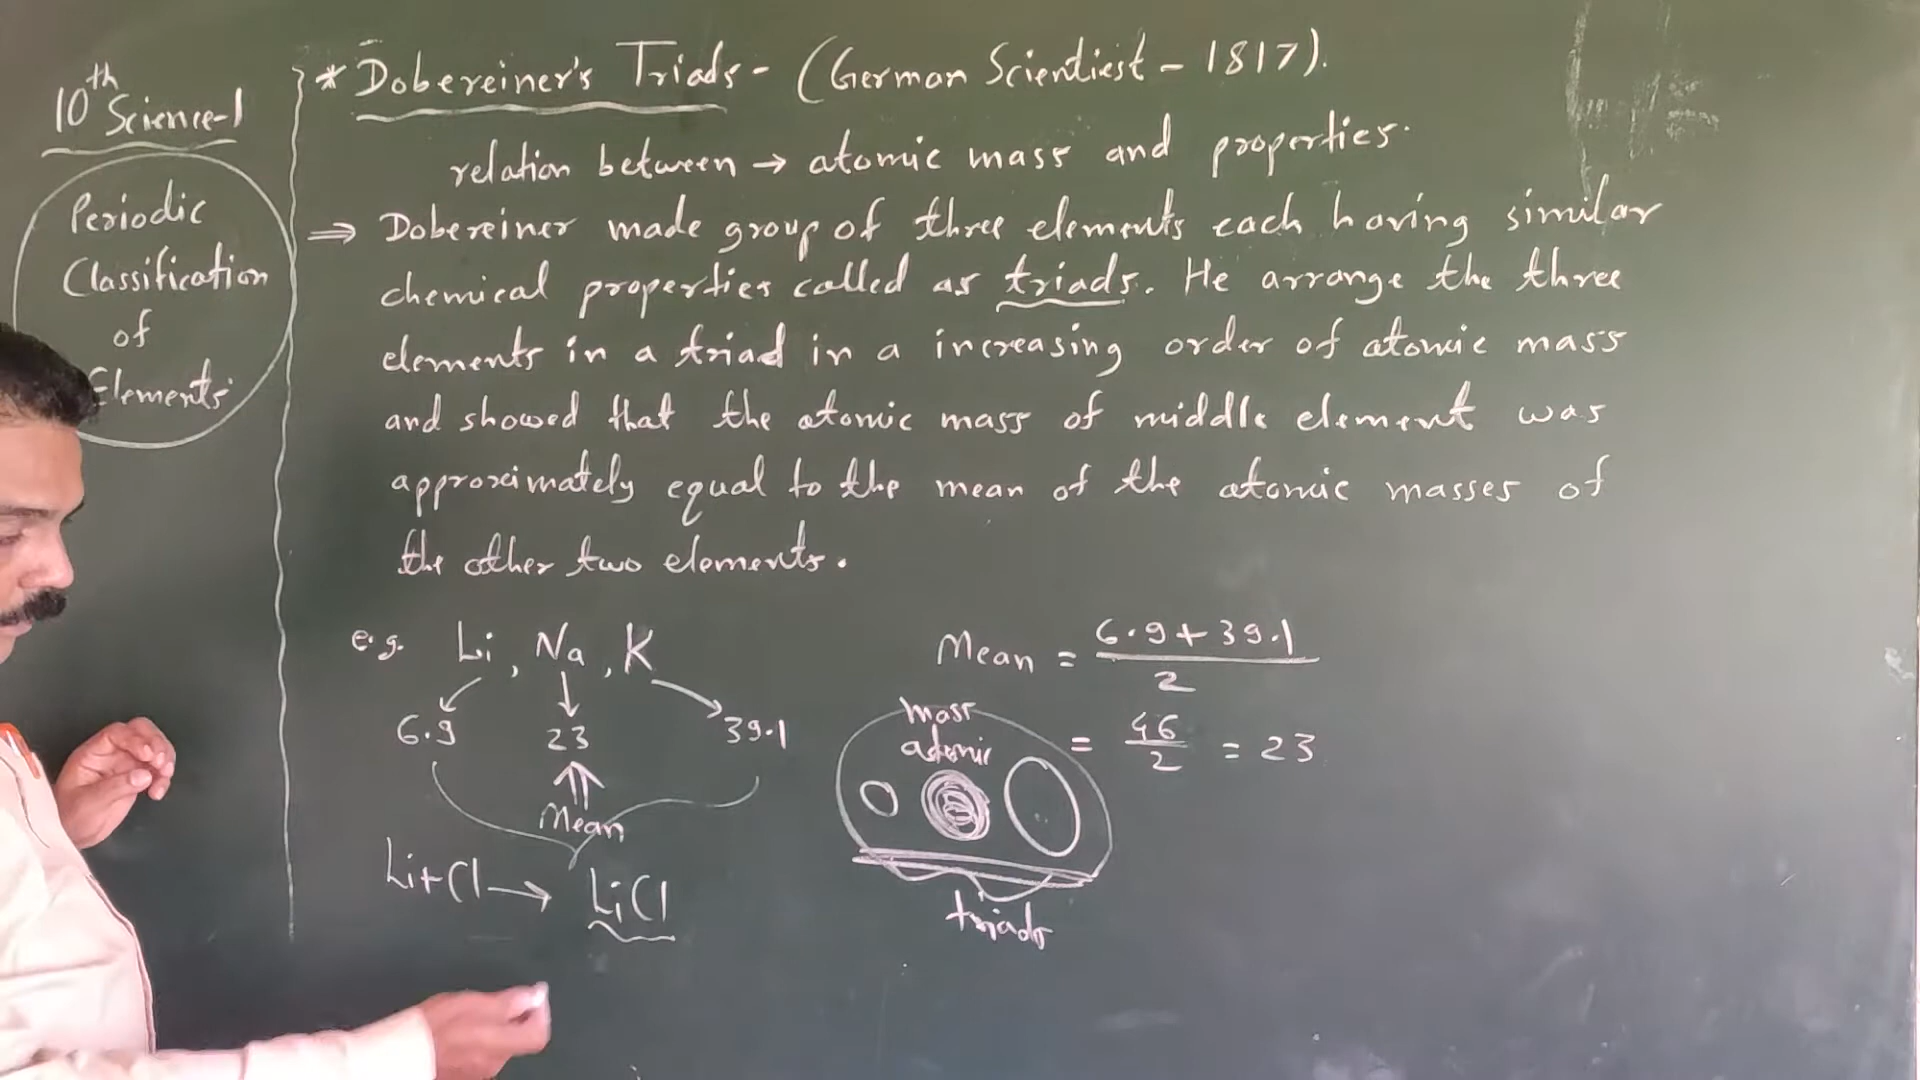 10th Science-1
Periodic
Classification
of
Elements
* Dobereiner's Triads - (German Scientiest - 1817).
relation between → atomic mass and properties.
⇒ Dobereiner made group of three elements each having similar
chemical properties called as triads. He arrange the three
elements in a triad in a increasing order of atomic mass
and showed that the atomic mass of middle element was
approximately equal to the mean of the atomic masses of
the other two elements.
e.g. Li, Na, K
6.9 23 39.1
Mean
Li+Cl → LiCl
Mean = 6.9+39.1 / 2
= 46 / 2 = 23
mass
atomic
triads